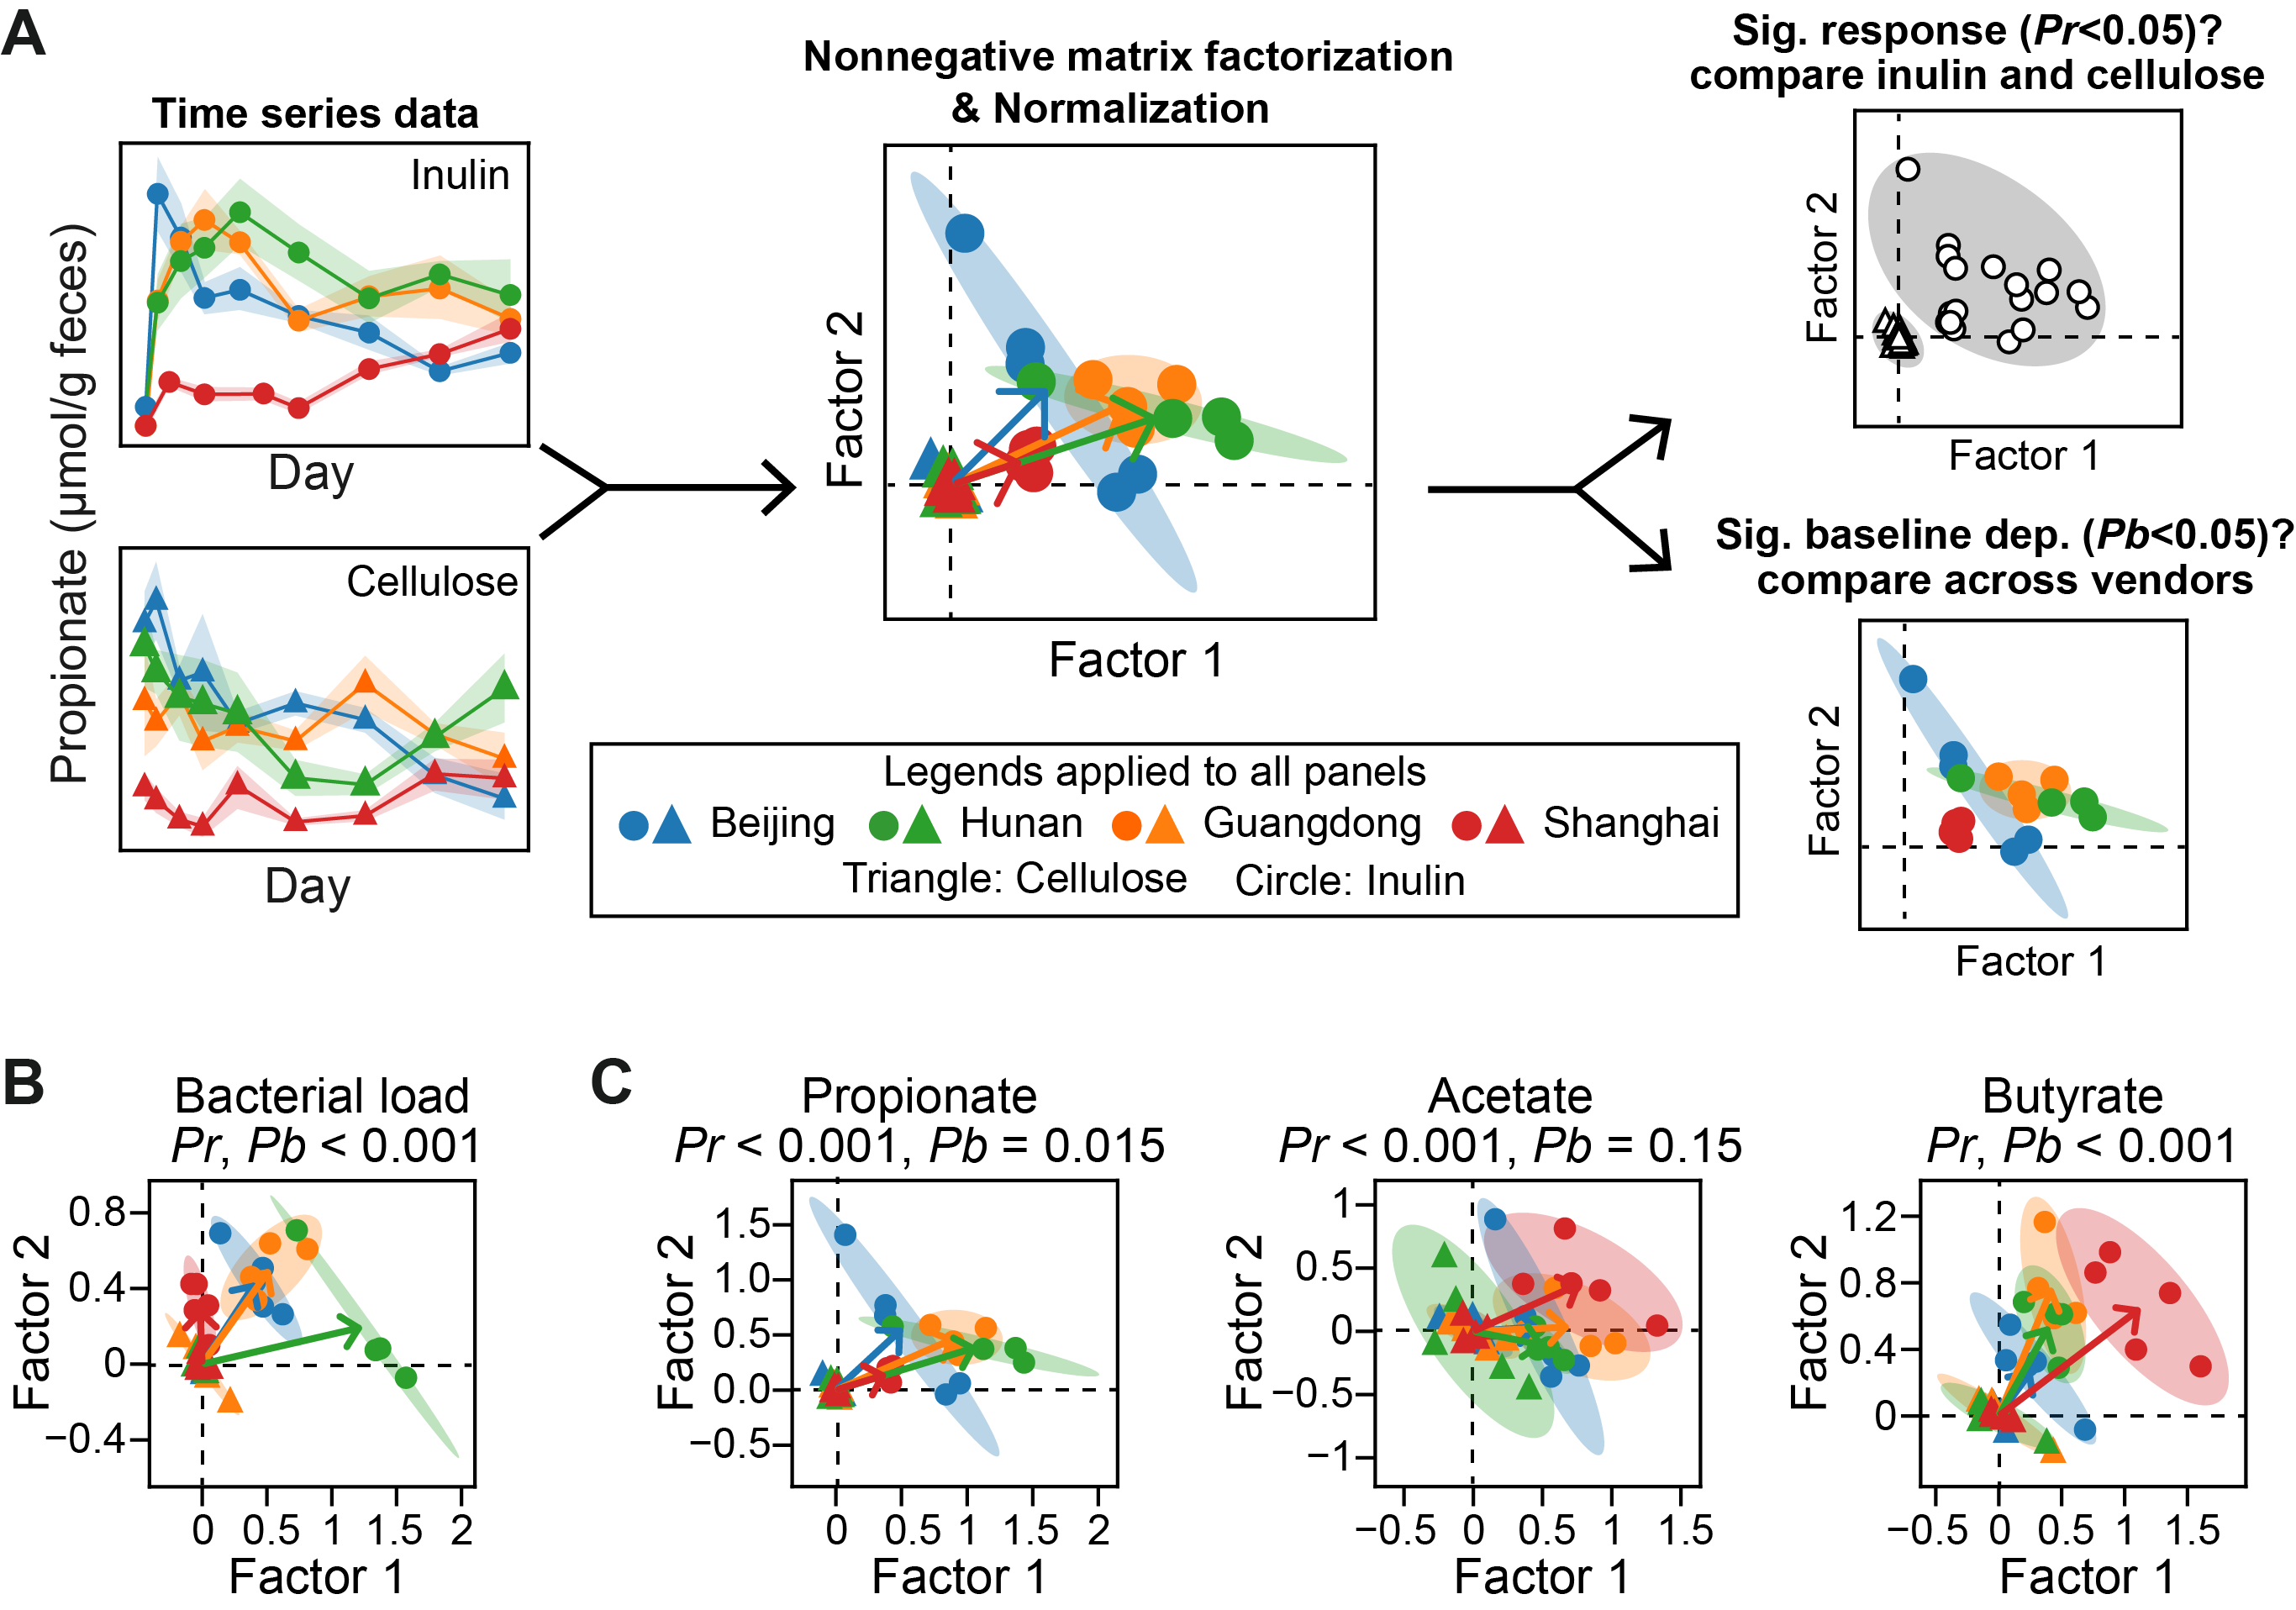 A
Time series data
Inulin
Day
Propionate (μmol/g feces)
Cellulose
Day
Nonnegative matrix factorization
& Normalization
Factor 2
Factor 1
Sig. response (Pr<0.05)?
compare inulin and cellulose
Factor 2
Factor 1
Sig. baseline dep. (Pb<0.05)?
compare across vendors
Factor 2
Factor 1
Legends applied to all panels
Beijing Hunan Guangdong Shanghai
Triangle: Cellulose Circle: Inulin
B
Bacterial load
Pr, Pb < 0.001
Factor 2
0.8
0.4
0
−0.4
0 0.5 1 1.5 2
Factor 1
C
Propionate
Pr < 0.001, Pb = 0.015
Factor 2
1.5
1.0
0.5
0.0
−0.5
0 0.5 1 1.5 2
Factor 1
Acetate
Pr < 0.001, Pb = 0.15
Factor 2
1
0.5
0
−0.5
−1
−0.5 0 0.5 1 1.5
Factor 1
Butyrate
Pr, Pb < 0.001
Factor 2
1.2
0.8
0.4
0
−0.5 0 0.5 1 1.5
Factor 1